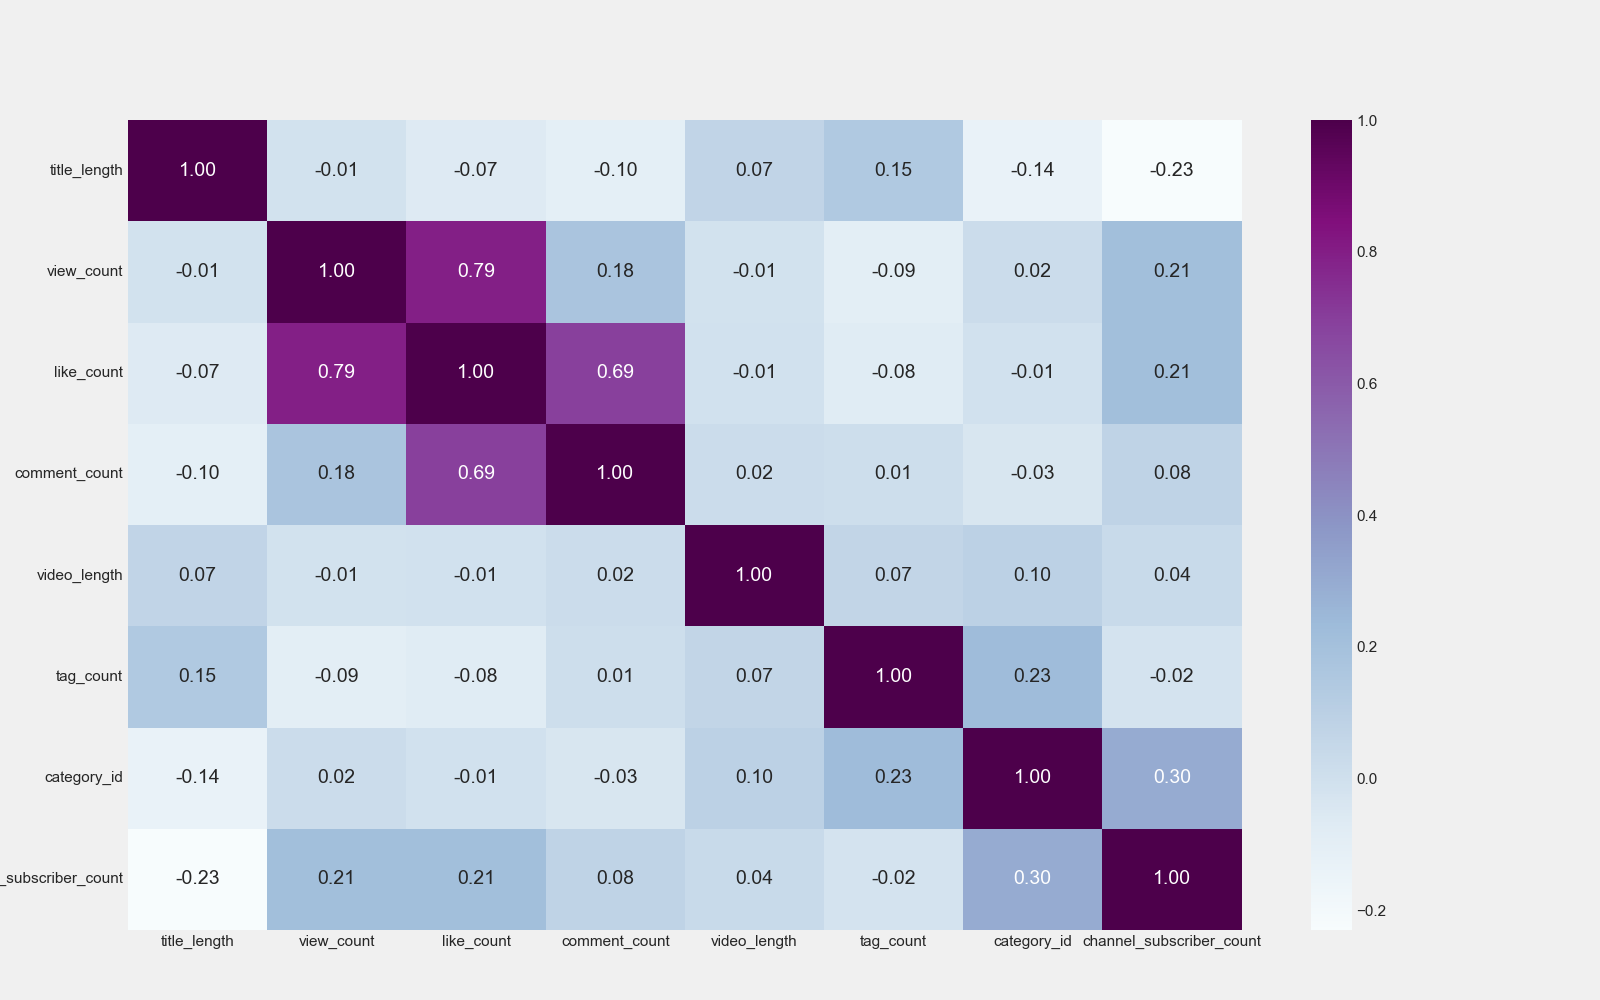 title_length 1.00 -0.01 -0.07 -0.10 0.07 0.15 -0.14 -0.23
view_count -0.01 1.00 0.79 0.18 -0.01 -0.09 0.02 0.21
like_count -0.07 0.79 1.00 0.69 -0.01 -0.08 -0.01 0.21
comment_count -0.10 0.18 0.69 1.00 0.02 0.01 -0.03 0.08
video_length 0.07 -0.01 -0.01 0.02 1.00 0.07 0.10 0.04
tag_count 0.15 -0.09 -0.08 0.01 0.07 1.00 0.23 -0.02
category_id -0.14 0.02 -0.01 -0.03 0.10 0.23 1.00 0.30
_subscriber_count -0.23 0.21 0.21 0.08 0.04 -0.02 0.30 1.00
title_length view_count like_count comment_count video_length tag_count category_id channel_subscriber_count
1.0
0.8
0.6
0.4
0.2
0.0
−0.2